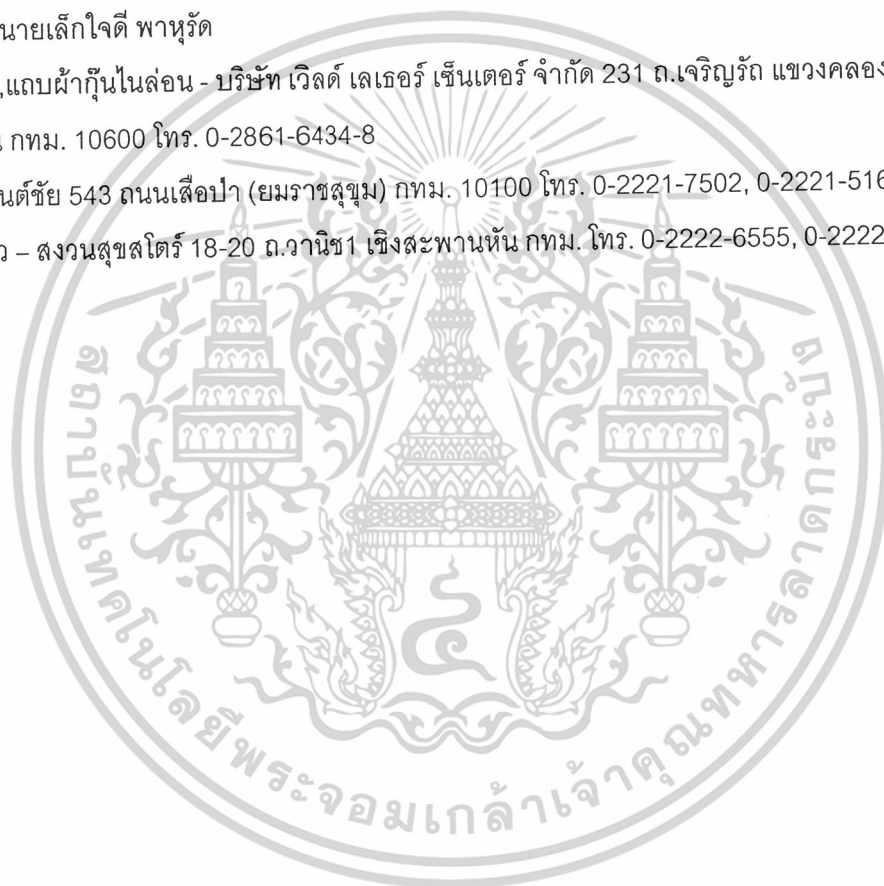 นายเล็กใจดี พาหุรัด
,แถบผ้ากุ๊นไนล่อน - บริษัท เวิลด์ เลเธอร์ เซ็นเตอร์ จำกัด 231 ถ.เจริญรัถ แขวงคลอง
กทม. 10600 โทร. 0-2861-6434-8
นต์ชัย 543 ถนนเสือป่า (ยมราชสุขุม) กทม. 10100 โทร. 0-2221-7502, 0-2221-516
ว – สงวนสุขสโตร์ 18-20 ถ.วานิช1 เชิงสะพานหัน กทม. โทร. 0-2222-6555, 0-2222
สถาบันเทคโนโลยีพระจอมเกล้าเจ้าคุณทหารลาดกระบัง